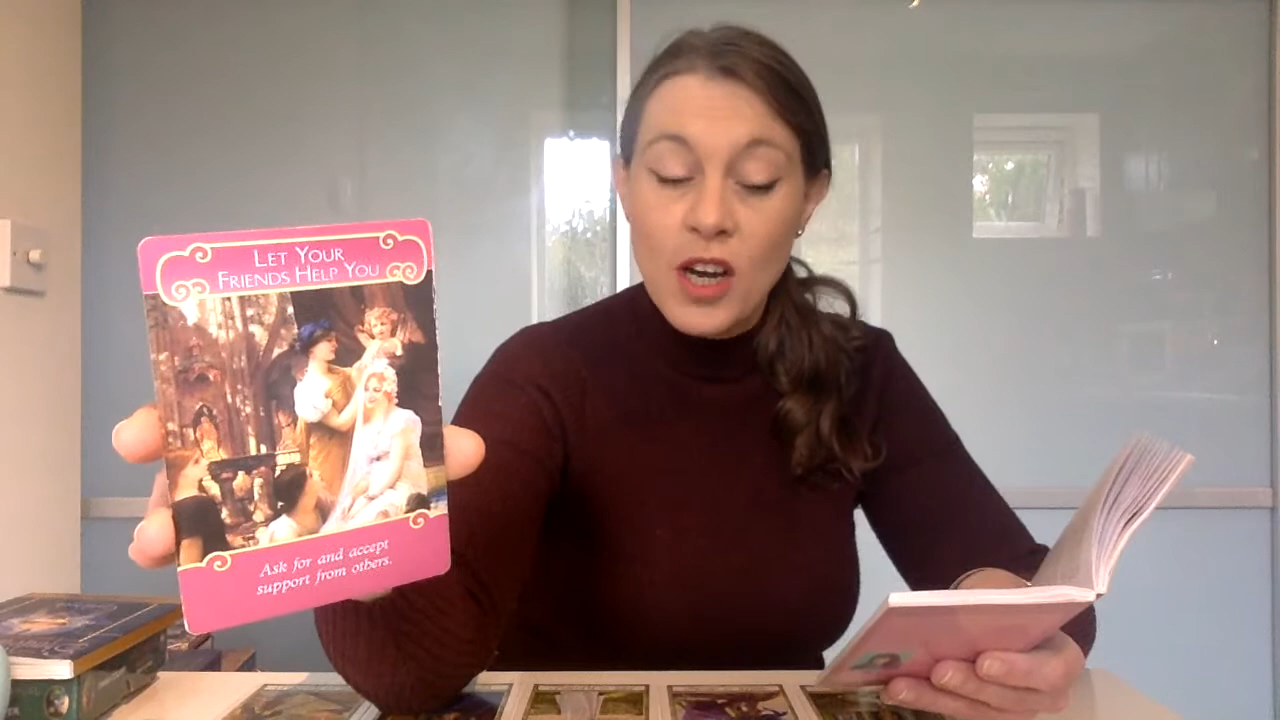 LET YOUR
FRIENDS HELP YOU
Ask for and accept
support from others.